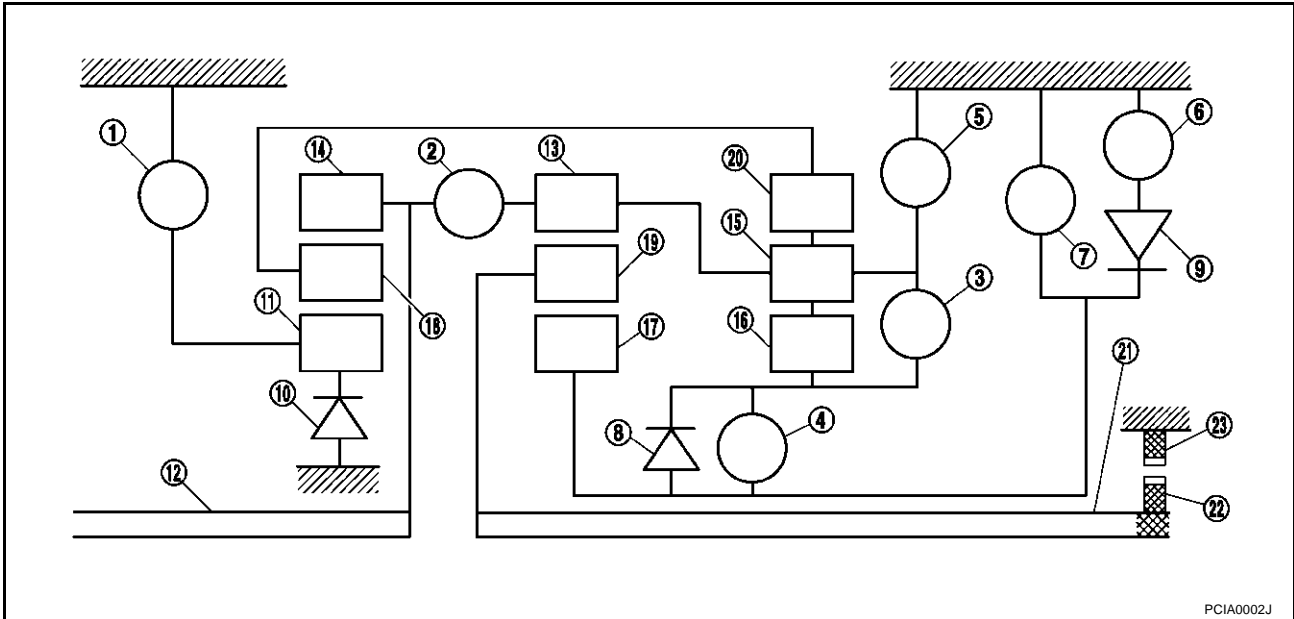 ① ② ⑤ ⑥
⑭ ⑬ ⑳
⑮
⑲ ⑦ ⑨
③
⑪ ⑱ ⑰ ⑯
㉑
⑩ ⑧ ④ ㉓
⑫ ㉒
PCIA0002J